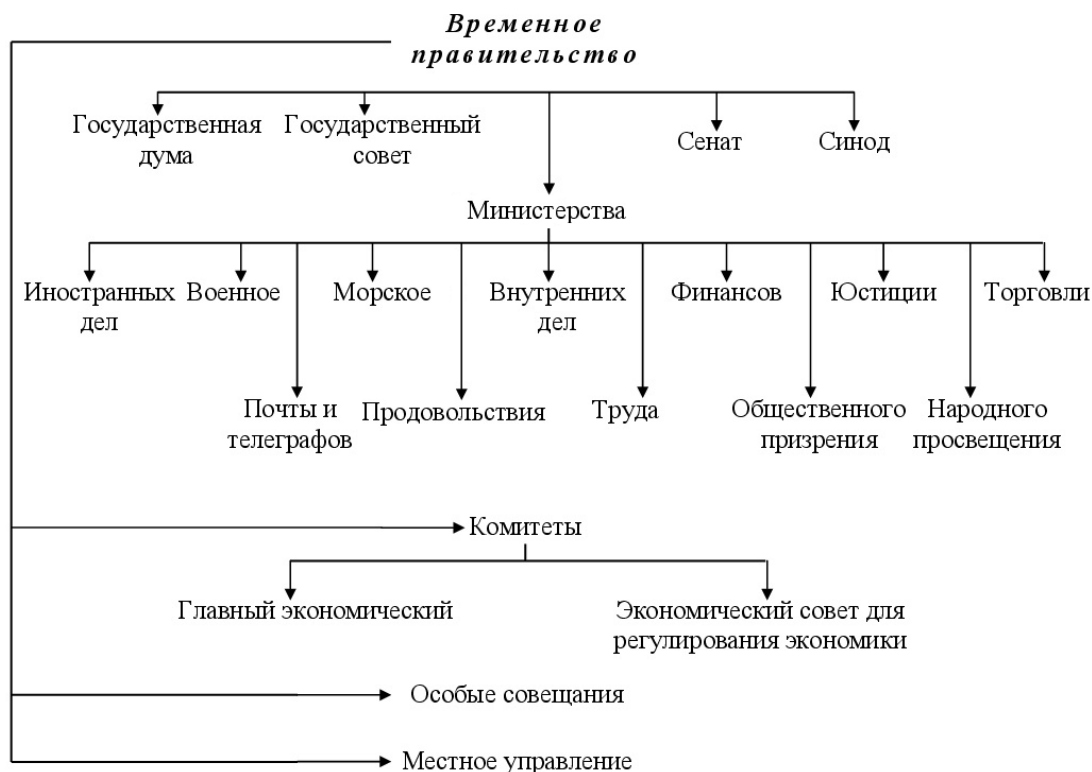 Временное
правительство
Государственная
дума
Государственный
совет
Сенат
Синод
Министерства
Иностранных
дел
Военное
Морское
Внутренних
дел
Финансов
Юстиции
Торговли
Почты и
телеграфов
Продовольствия
Труда
Общественного
призрения
Народного
просвещения
Комитеты
Главный экономический
Экономический совет для
регулирования экономики
Особые совещания
Местное управление